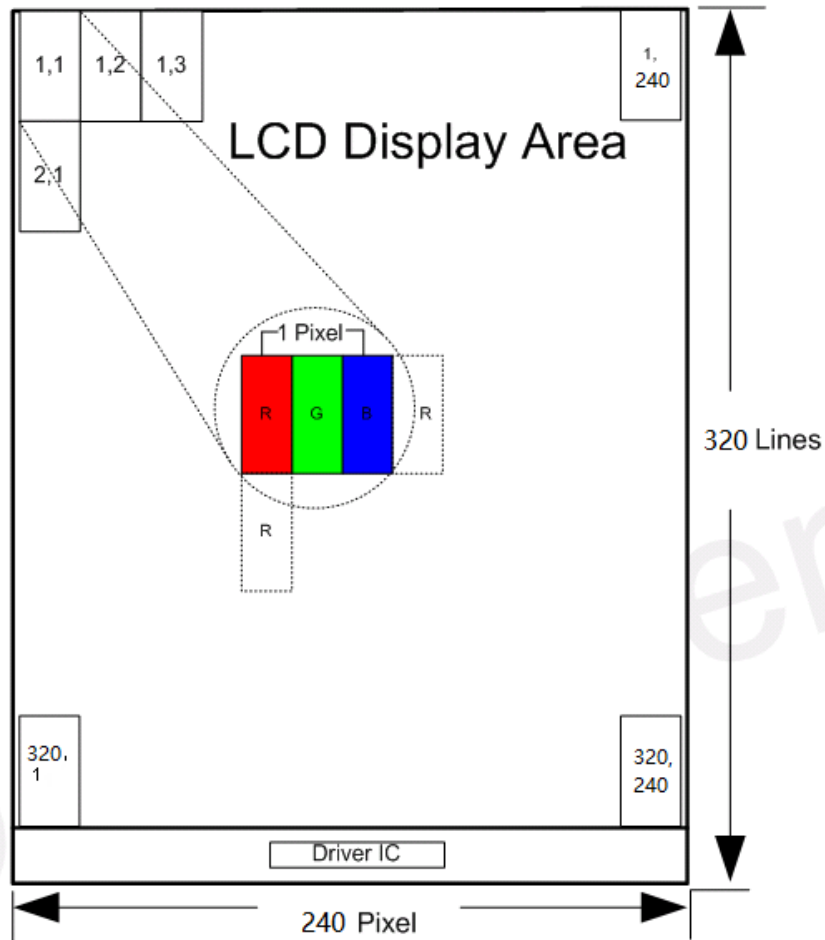 1,1 1,2 1,3 1,
240
LCD Display Area
2,1
1 Pixel
R G B R
320 Lines
R
320,
1
320,
240
Driver IC
240 Pixel